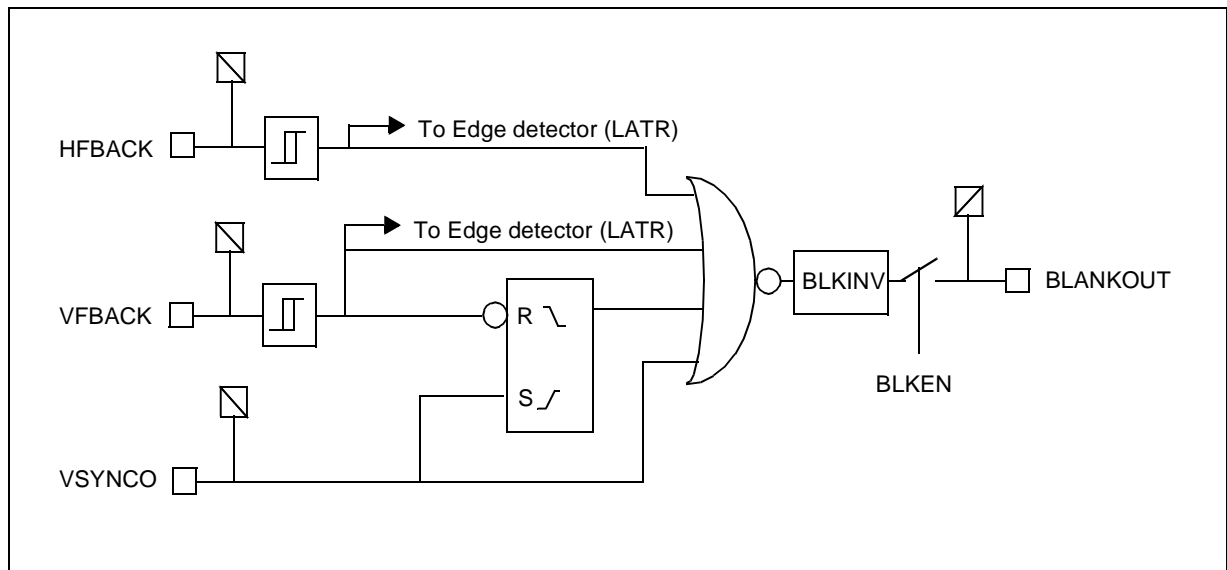 HFBACK
To Edge detector (LATR)
To Edge detector (LATR)
VFBACK
R
S
VSYNCO
BLKINV
BLANKOUT
BLKEN